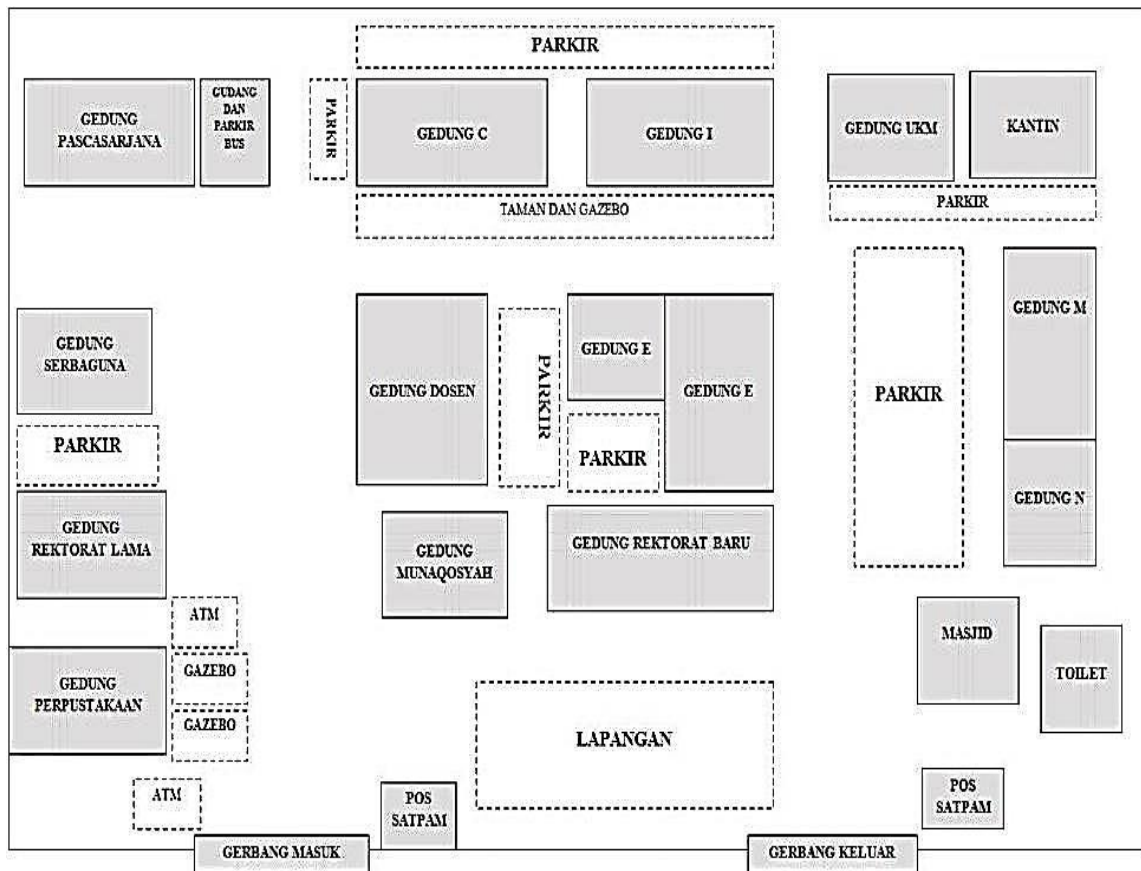 PARKIR
GEDUNG
PASCASARJANA
GUDANG
DAN
PARKIR
BUS
PARKIR
GEDUNG C
GEDUNG I
GEDUNG UKM
KANTIN
TAMAN DAN GAZEBO
PARKIR
GEDUNG
SERBAGUNA
GEDUNG DOSEN
PARKIR
GEDUNG E
GEDUNG E
PARKIR
PARKIR
GEDUNG M
PARKIR
GEDUNG N
GEDUNG
REKTORAT LAMA
GEDUNG
MUNAQOSYAH
GEDUNG REKTORAT BARU
ATM
MASJID
TOILET
GEDUNG
PERPUSTAKAAN
GAZEBO
GAZEBO
LAPANGAN
ATM
POS
SATPAM
POS
SATPAM
GERBANG MASUK
GERBANG KELUAR